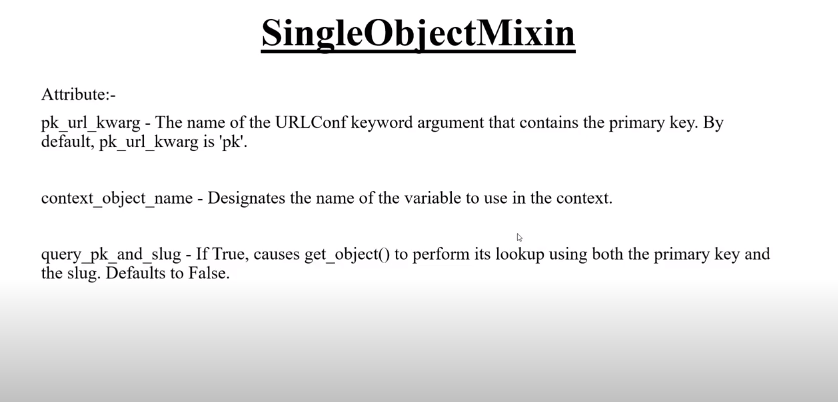 SingleObjectMixin
Attribute:-
pk_url_kwarg - The name of the URLConf keyword argument that contains the primary key. By
default, pk_url_kwarg is 'pk'.
context_object_name - Designates the name of the variable to use in the context.
query_pk_and_slug - If True, causes get_object() to perform its lookup using both the primary key and
the slug. Defaults to False.